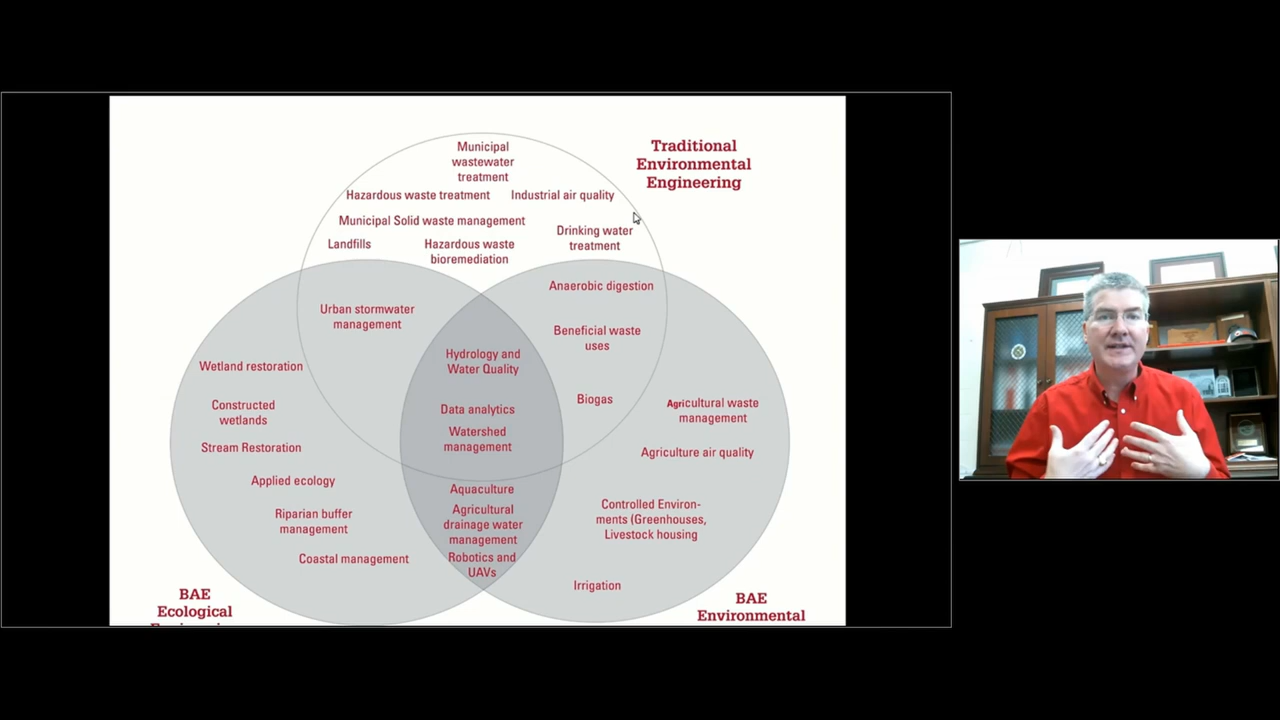 Municipal
wastewater
treatment
Traditional
Environmental
Engineering
Hazardous waste treatment
Industrial air quality
Municipal Solid waste management
Drinking water
treatment
Landfills
Hazardous waste
bioremediation
Anaerobic digestion
Urban stormwater
management
Beneficial waste
uses
Hydrology and
Water Quality
Wetland restoration
Biogas
Data analytics
Constructed
wetlands
Agricultural waste
management
Watershed
management
Stream Restoration
Agriculture air quality
Applied ecology
Aquaculture
Agricultural
drainage water
management
Riparian buffer
management
Controlled Environ-
ments (Greenhouses,
Livestock housing
Coastal management
Robotics and
UAVs
Irrigation
BAE
Ecological
BAE
Environmental